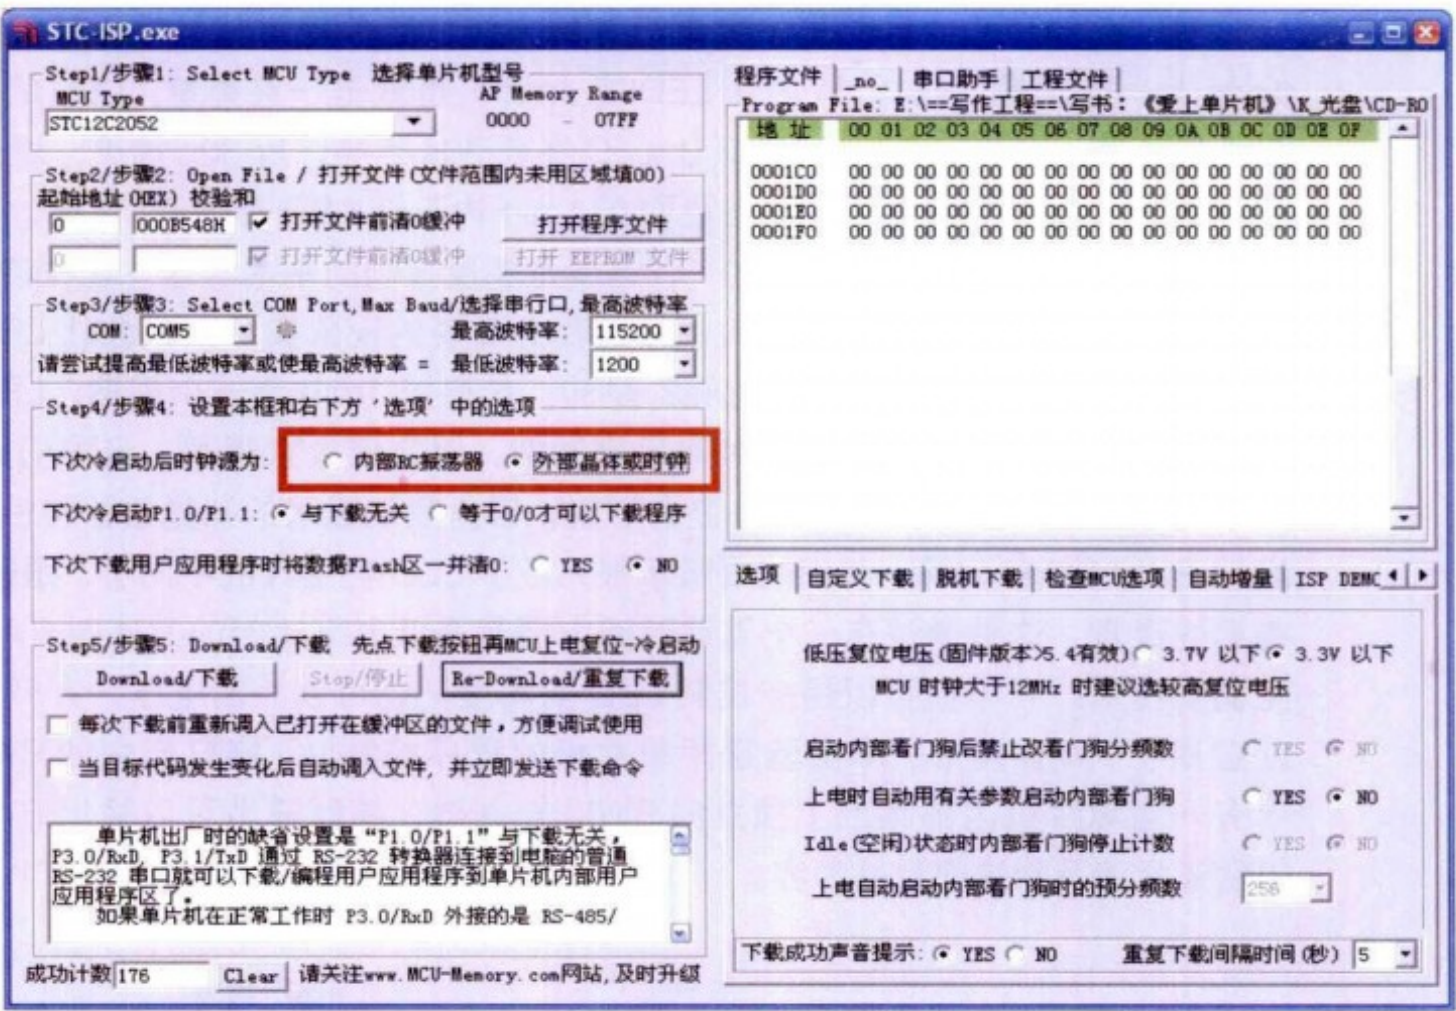 STC-ISP.exe
Step1/步骤1: Select MCU Type 选择单片机型号
MCU Type AP Memory Range
STC12C2052 0000 - 07FF
Step2/步骤2: Open File / 打开文件(文件范围内未用区域填00)
起始地址(HEX) 校验和
0 000B548H 打开文件前清0缓冲 打开程序文件
0 打开文件前清0缓冲 打开 EEPROM 文件
Step3/步骤3: Select COM Port,Max Baud/选择串行口,最高波特率
COM: COM5 最高波特率: 115200
请尝试提高最低波特率或使最高波特率 = 最低波特率: 1200
Step4/步骤4: 设置本框和右下方‘选项’ 中的选项
下次冷启动后时钟源为: 内部RC振荡器 外部晶体或时钟
下次冷启动P1.0/P1.1: 与下载无关 等于0/0才可以下载程序
下次下载用户应用程序时将数据Flash区一并清0: YES NO
Step5/步骤5: Download/下载 先点下载按钮再MCU上电复位-冷启动
Download/下载 Stop/停止 Re-Download/重复下载
每次下载前重新调入已打开在缓冲区的文件,方便调试使用
当目标代码发生变化后自动调入文件, 并立即发送下载命令
单片机出厂时的缺省设置是“P1.0/P1.1”与下载无关,
P3.0/RxD, P3.1/TxD 通过 RS-232 转换器连接到电脑的普通
RS-232 串口就可以下载/编程用户应用程序到单片机内部用户
应用程序区了。
如果单片机在正常工作时 P3.0/RxD 外接的是 RS-485/
成功计数 176 Clear 请关注www.MCU-Memory.com网站,及时升级
程序文件 _no_ 串口助手 工程文件
Program File: E:\==写作工程==\写书:《爱上单片机》\K_光盘\CD-RO
地 址 00 01 02 03 04 05 06 07 08 09 0A 0B 0C 0D 0E 0F
0001C0 00 00 00 00 00 00 00 00 00 00 00 00 00 00 00 00
0001D0 00 00 00 00 00 00 00 00 00 00 00 00 00 00 00 00
0001E0 00 00 00 00 00 00 00 00 00 00 00 00 00 00 00 00
0001F0 00 00 00 00 00 00 00 00 00 00 00 00 00 00 00 00
选项 自定义下载 脱机下载 检查MCU选项 自动增量 ISP DEMC
低压复位电压(固件版本>5.4有效) 3.7V 以下 3.3V 以下
MCU 时钟大于12MHz 时建议选较高复位电压
启动内部看门狗后禁止改看门狗分频数 YES NO
上电时自动用有关参数启动内部看门狗 YES NO
Idle(空闲)状态时内部看门狗停止计数 YES NO
上电自动启动内部看门狗时的预分频数 256
下载成功声音提示: YES NO 重复下载间隔时间(秒) 5